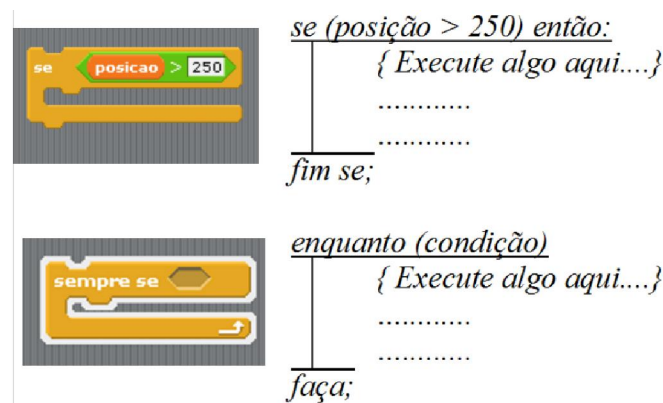 se (posição > 250) então:
se posicao > 250
{ Execute algo aqui....}
............
............
fim se;
enquanto (condição)
sempre se
{ Execute algo aqui....}
............
............
faça;